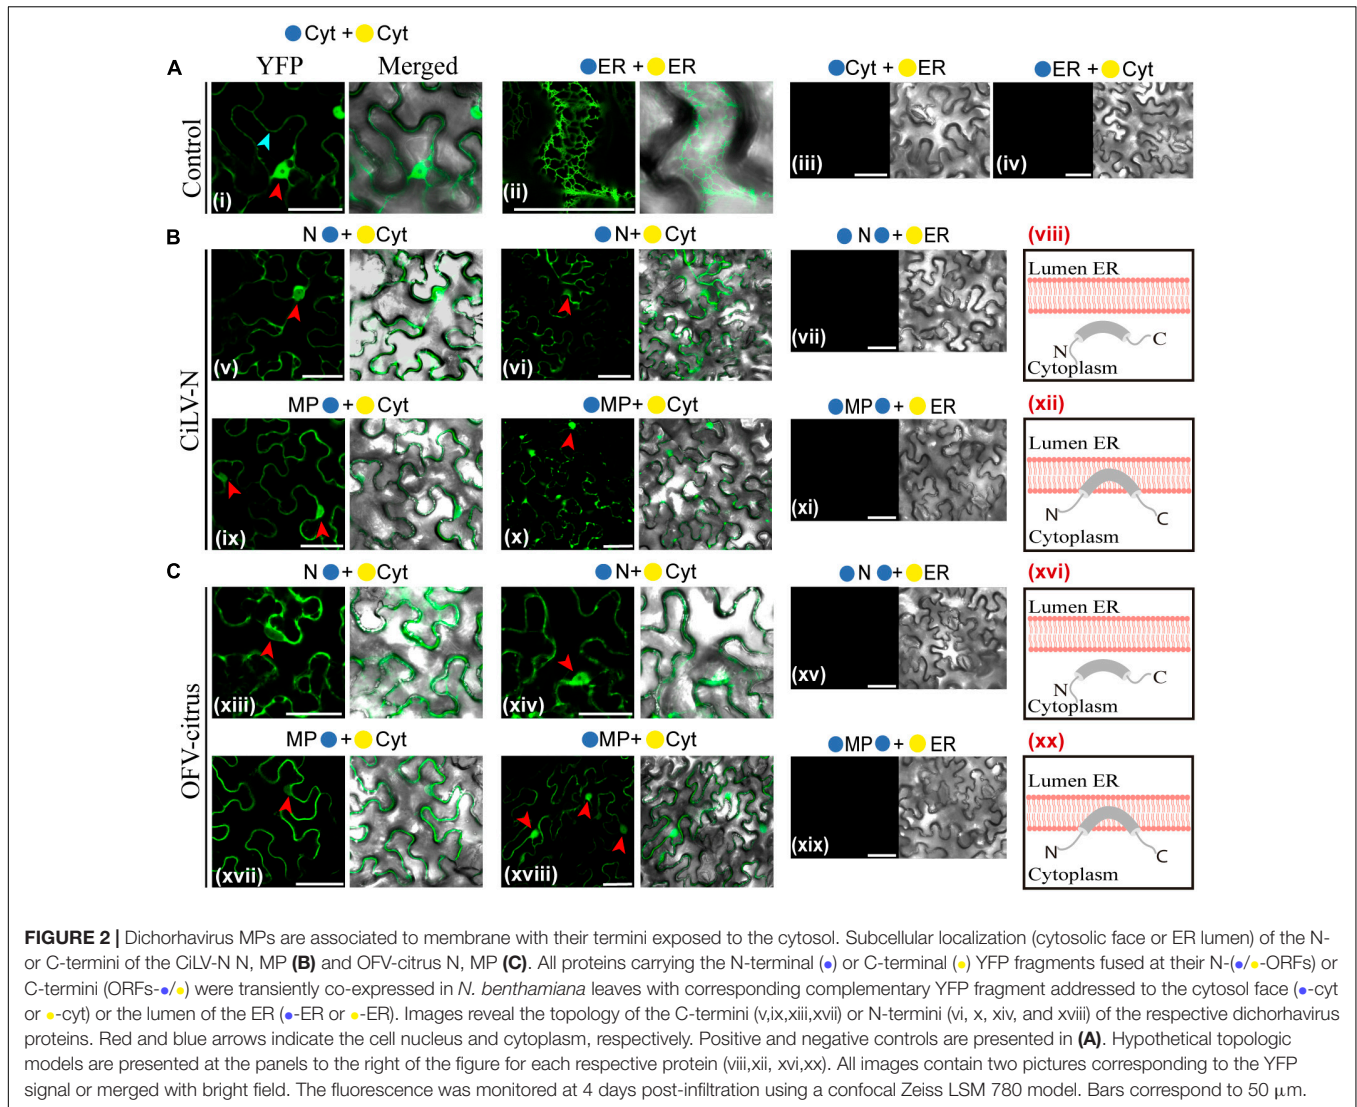 Cyt + Cyt
YFP Merged
ER + ER
Cyt + ER
ER + Cyt
A
Control
(i)
(ii)
(iii)
(iv)
B
CiLV-N
N + Cyt
N+ Cyt
N + ER
(viii)
(v)
(vi)
(vii)
Lumen ER
N
C
Cytoplasm
MP + Cyt
MP+ Cyt
MP + ER
(xii)
(ix)
(x)
(xi)
Lumen ER
N
C
Cytoplasm
C
OFV-citrus
N + Cyt
N+ Cyt
N + ER
(xvi)
(xiii)
(xiv)
(xv)
Lumen ER
N
C
Cytoplasm
MP + Cyt
MP+ Cyt
MP + ER
(xx)
(xvii)
(xviii)
(xix)
Lumen ER
N
C
Cytoplasm
FIGURE 2 | Dichorhavirus MPs are associated to membrane with their termini exposed to the cytosol. Subcellular localization (cytosolic face or ER lumen) of the N-
or C-termini of the CiLV-N N, MP (B) and OFV-citrus N, MP (C). All proteins carrying the N-terminal (●) or C-terminal (●) YFP fragments fused at their N-(●/●-ORFs) or
C-termini (ORFs-●/●) were transiently co-expressed in N. benthamiana leaves with corresponding complementary YFP fragment addressed to the cytosol face (●-cyt
or ●-cyt) or the lumen of the ER (●-ER or ●-ER). Images reveal the topology of the C-termini (v,ix,xiii,xvii) or N-termini (vi, x, xiv, and xviii) of the respective dichorhavirus
proteins. Red and blue arrows indicate the cell nucleus and cytoplasm, respectively. Positive and negative controls are presented in (A). Hypothetical topologic
models are presented at the panels to the right of the figure for each respective protein (viii,xii, xvi,xx). All images contain two pictures corresponding to the YFP
signal or merged with bright field. The fluorescence was monitored at 4 days post-infiltration using a confocal Zeiss LSM 780 model. Bars correspond to 50 μm.